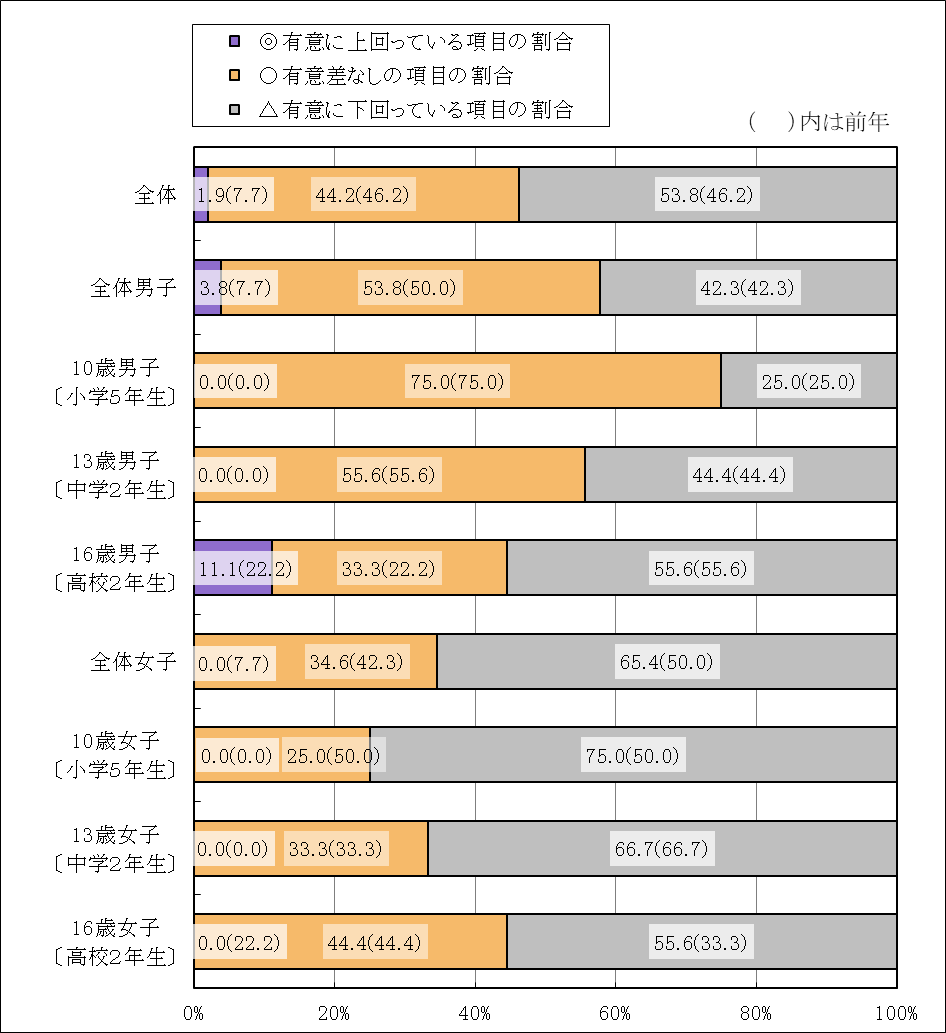 ◎有意に上回っている項目の割合
○有意差なしの項目の割合
△有意に下回っている項目の割合
(　)内は前年
全体 1.9(7.7) 44.2(46.2) 53.8(46.2)
全体男子 3.8(7.7) 53.8(50.0) 42.3(42.3)
10歳男子
〔小学5年生〕 0.0(0.0) 75.0(75.0) 25.0(25.0)
13歳男子
〔中学2年生〕 0.0(0.0) 55.6(55.6) 44.4(44.4)
16歳男子
〔高校2年生〕 11.1(22.2) 33.3(22.2) 55.6(55.6)
全体女子 0.0(7.7) 34.6(42.3) 65.4(50.0)
10歳女子
〔小学5年生〕 0.0(0.0) 25.0(50.0) 75.0(50.0)
13歳女子
〔中学2年生〕 0.0(0.0) 33.3(33.3) 66.7(66.7)
16歳女子
〔高校2年生〕 0.0(22.2) 44.4(44.4) 55.6(33.3)
0% 20% 40% 60% 80% 100%